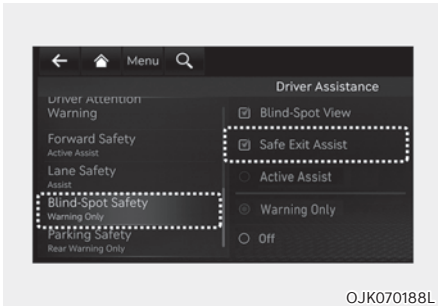 Menu
Driver Assistance
Driver Attention
Warning
Forward Safety
Active Assist
Lane Safety
Assist
Blind-Spot Safety
Warning Only
Parking Safety
Rear Warning Only
Blind-Spot View
Safe Exit Assist
Active Assist
Warning Only
Off
OJK070188L